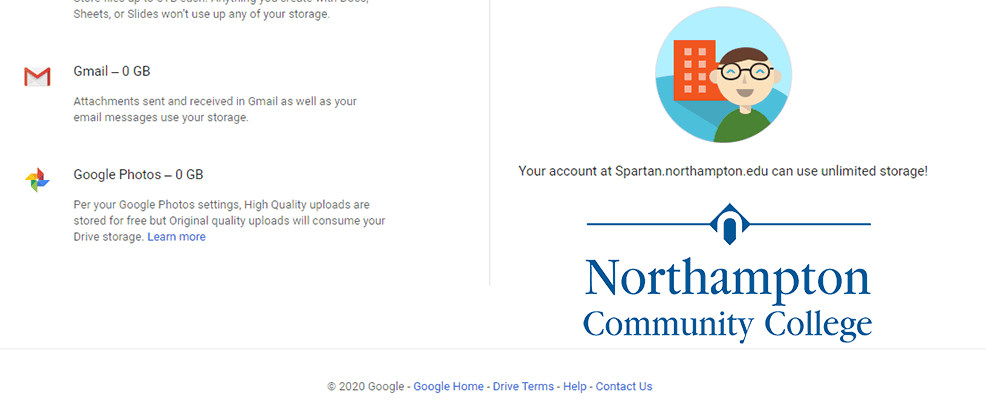 Sheets, or Slides won't use up any of your storage.
Gmail – 0 GB
Attachments sent and received in Gmail as well as your
email messages use your storage.
Google Photos – 0 GB
Per your Google Photos settings, High Quality uploads are
stored for free but Original quality uploads will consume your
Drive storage. Learn more
Your account at Spartan.northampton.edu can use unlimited storage!
Northampton
Community College
© 2020 Google - Google Home - Drive Terms - Help - Contact Us